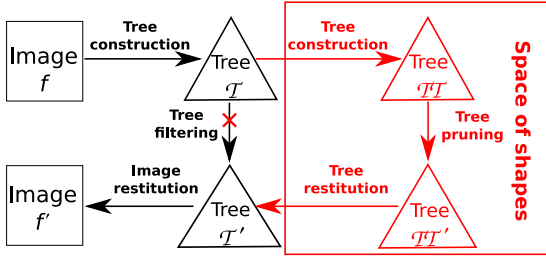 Image
f
Tree
construction
Tree
𝒯
Tree
construction
Tree
𝒯𝒯
Space of shapes
Tree
filtering
Tree
pruning
Image
f'
Image
restitution
Tree
𝒯'
Tree
restitution
Tree
𝒯𝒯'